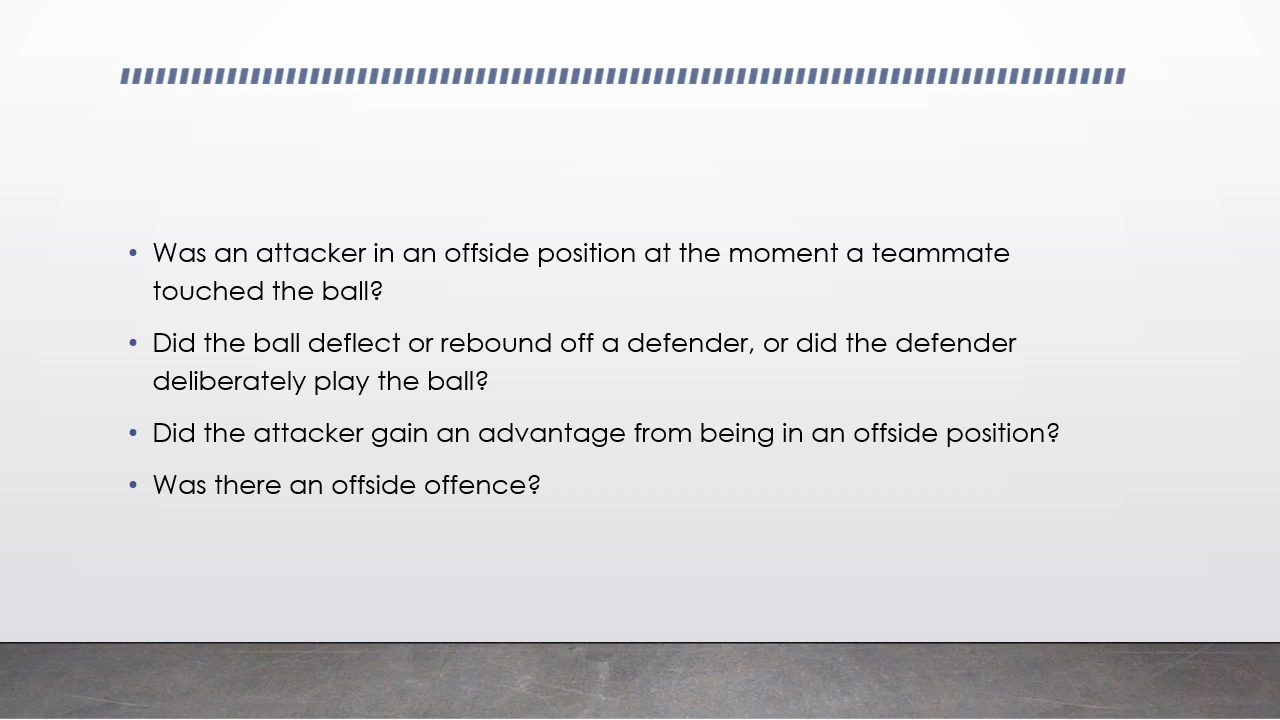 • Was an attacker in an offside position at the moment a teammate
touched the ball?
• Did the ball deflect or rebound off a defender, or did the defender
deliberately play the ball?
• Did the attacker gain an advantage from being in an offside position?
• Was there an offside offence?